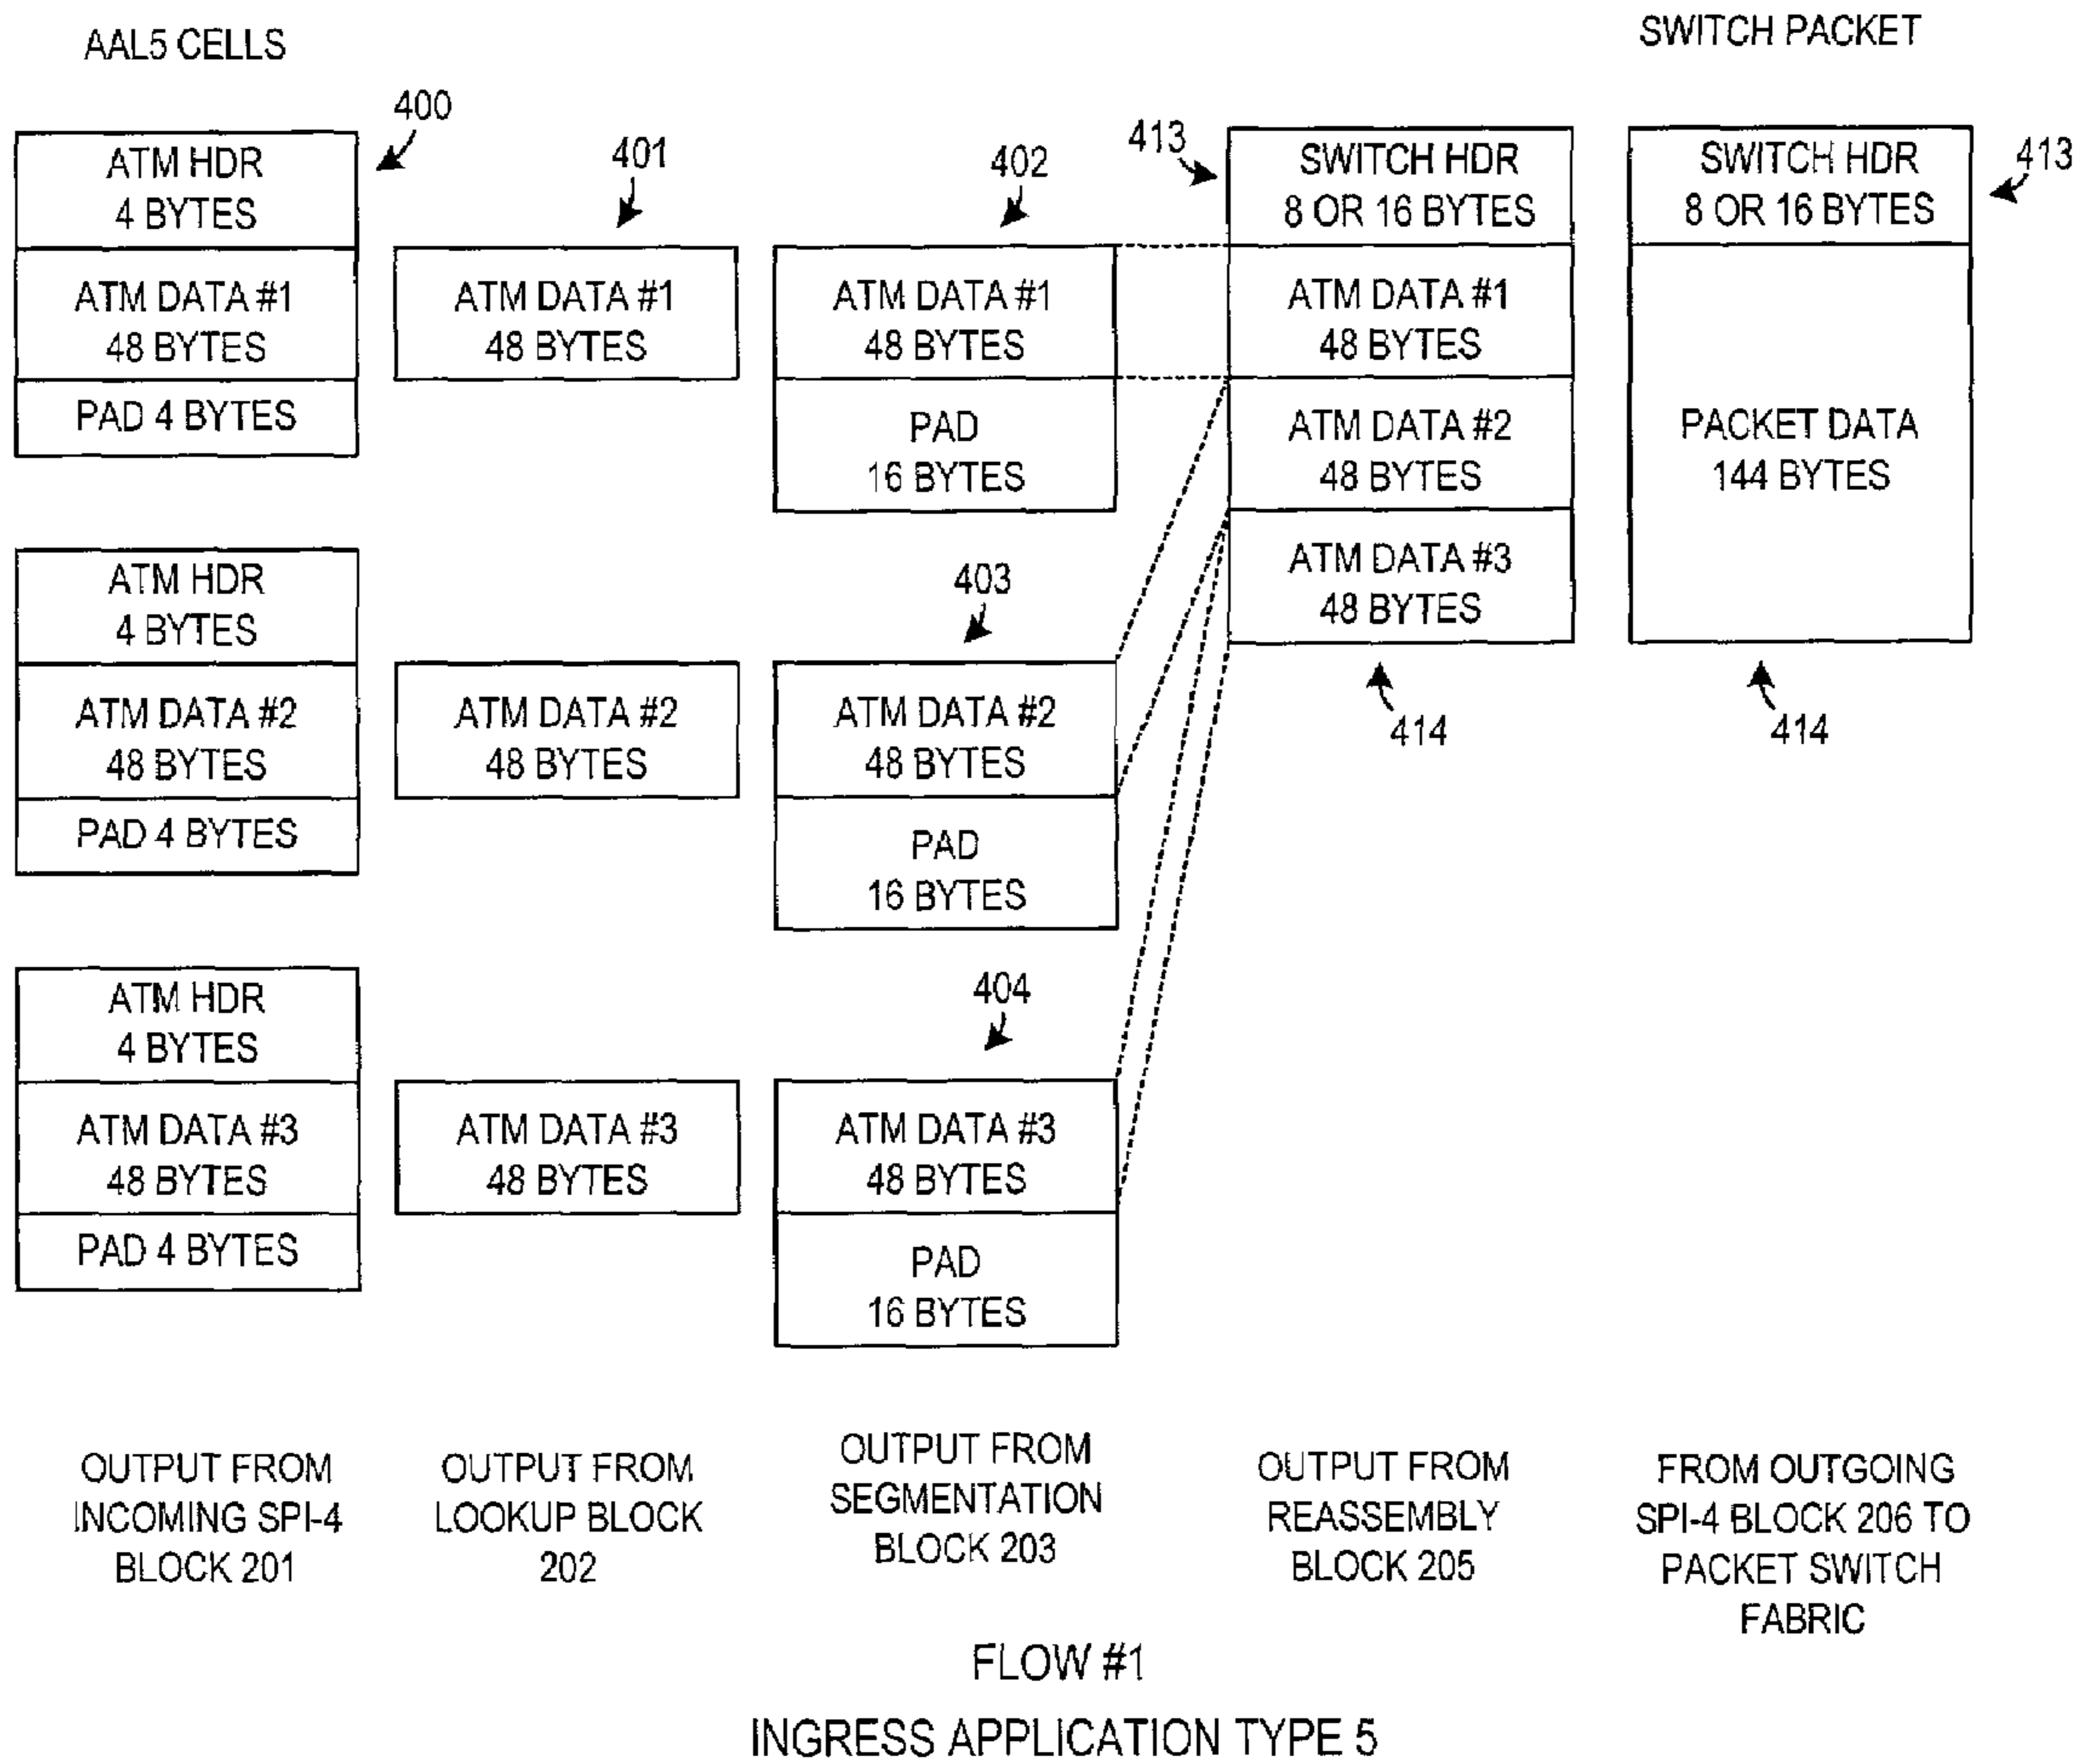 AAL5 CELLS
SWITCH PACKET
400
ATM HDR
4 BYTES
ATM DATA #1
48 BYTES
PAD 4 BYTES
401
ATM DATA #1
48 BYTES
402
ATM DATA #1
48 BYTES
PAD
16 BYTES
413
SWITCH HDR
8 OR 16 BYTES
ATM DATA #1
48 BYTES
ATM DATA #2
48 BYTES
ATM DATA #3
48 BYTES
414
SWITCH HDR
8 OR 16 BYTES
413
PACKET DATA
144 BYTES
414
ATM HDR
4 BYTES
ATM DATA #2
48 BYTES
PAD 4 BYTES
ATM DATA #2
48 BYTES
403
ATM DATA #2
48 BYTES
PAD
16 BYTES
ATM HDR
4 BYTES
ATM DATA #3
48 BYTES
PAD 4 BYTES
ATM DATA #3
48 BYTES
404
ATM DATA #3
48 BYTES
PAD
16 BYTES
OUTPUT FROM
INCOMING SPI-4
BLOCK 201
OUTPUT FROM
LOOKUP BLOCK
202
OUTPUT FROM
SEGMENTATION
BLOCK 203
OUTPUT FROM
REASSEMBLY
BLOCK 205
FROM OUTGOING
SPI-4 BLOCK 206 TO
PACKET SWITCH
FABRIC
FLOW #1
INGRESS APPLICATION TYPE 5